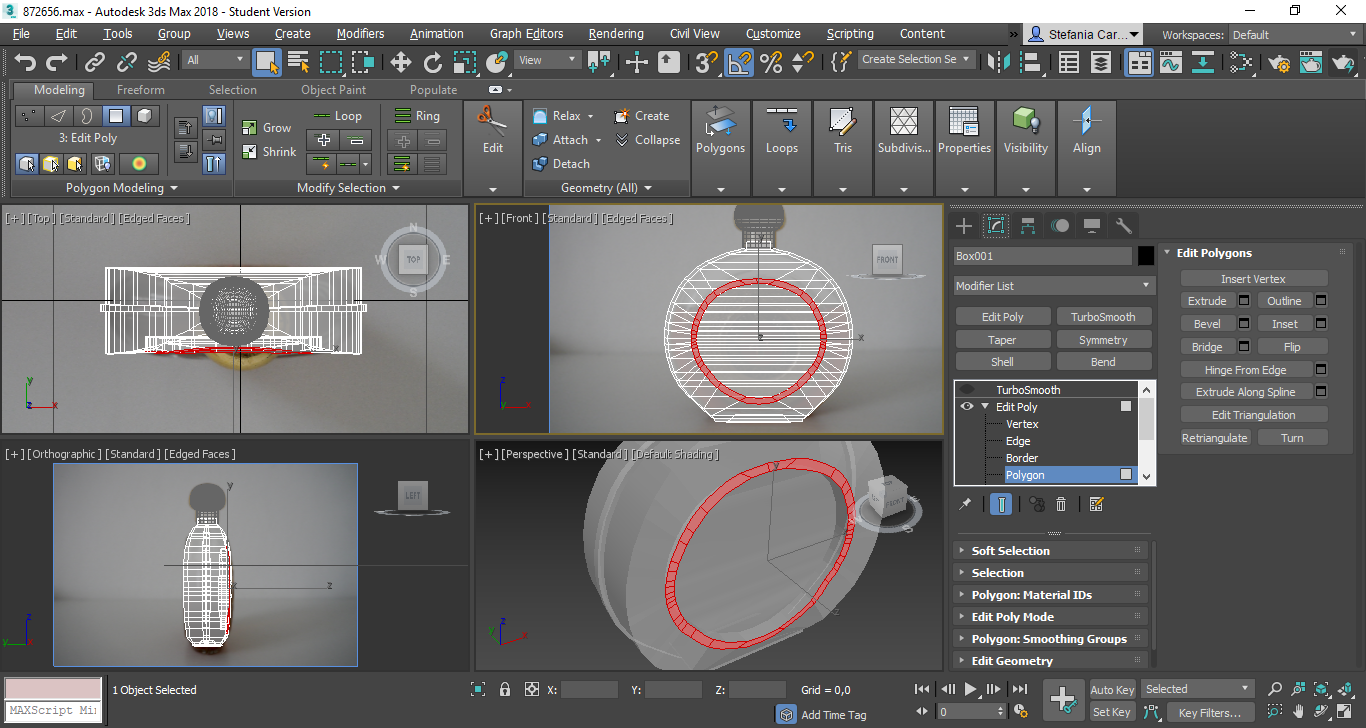 3 872656.max - Autodesk 3ds Max 2018 - Student Version
File Edit Tools Group Views Create Modifiers Animation Graph Editors Rendering Civil View Customize Scripting Content » Stefania Car... Workspaces: Default
All View Create Selection Se
Modeling Freeform Selection Object Paint Populate
3: Edit Poly
Polygon Modeling
Grow
Shrink
Loop Ring
Modify Selection
Edit
Relax Create
Attach Collapse
Detach
Geometry (All)
Polygons Loops Tris Subdivis... Properties Visibility Align
[+] [Top] [Standard] [Edged Faces]
N
W TOP E
S
x
y
z x
[+] [Front] [Standard] [Edged Faces]
FRONT
y
z x
z
y x
[+] [Orthographic] [Standard] [Edged Faces]
LEFT
y
x z
z
y
[+] [Perspective] [Standard] [Default Shading]
TOP
FRONT
S
y
z
z
y x
Box001
Modifier List
Edit Poly TurboSmooth
Taper Symmetry
Shell Bend
TurboSmooth
Edit Poly
Vertex
Edge
Border
Polygon
Soft Selection
Selection
Polygon: Material IDs
Edit Poly Mode
Polygon: Smoothing Groups
Edit Geometry
Edit Polygons
Insert Vertex
Extrude Outline
Bevel Inset
Bridge Flip
Hinge From Edge
Extrude Along Spline
Edit Triangulation
Retriangulate Turn
MAXScript Mi
1 Object Selected
X: Y: Z: Grid = 0,0
Add Time Tag
0
Auto Key Selected
Set Key Key Filters...